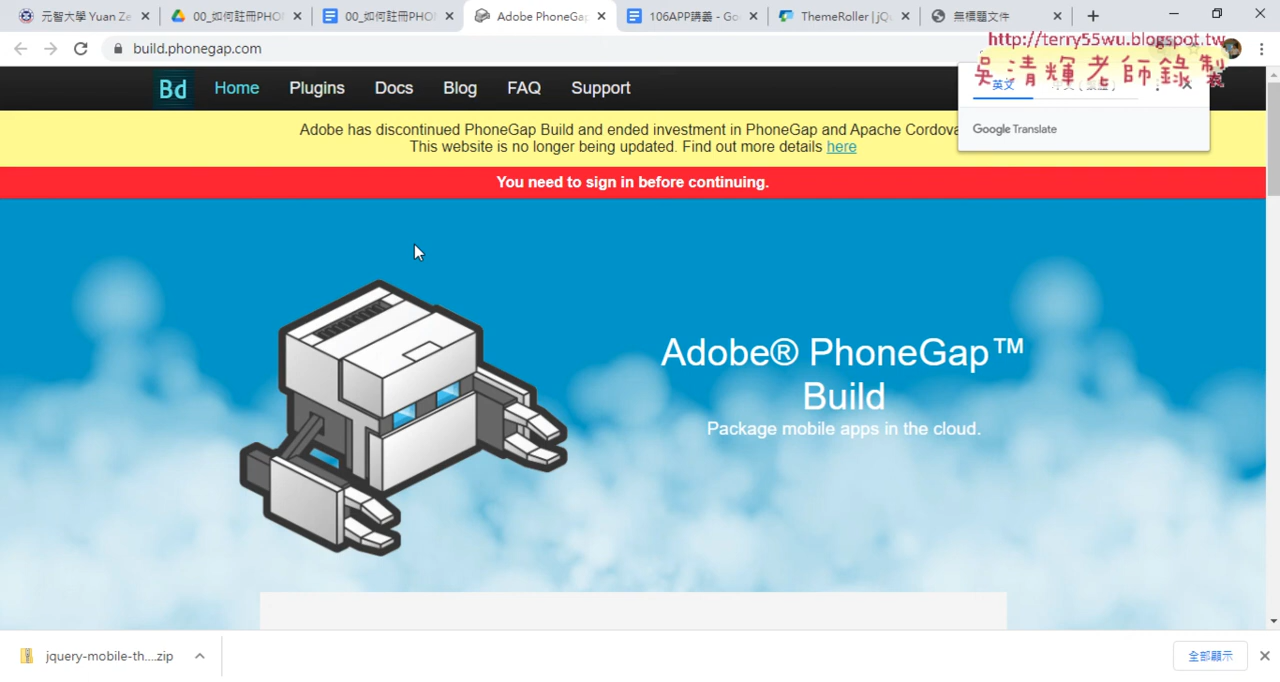 元智大學 Yuan Ze
00_如何註冊PHO
00_如何註冊PHO
Adobe PhoneGap
106APP講義 - Go
ThemeRoller | jQu
無標題文件
build.phonegap.com
http://terry55wu.blogspot.tw
吳清輝老師錄製
英文
Google Translate
Bd
Home
Plugins
Docs
Blog
FAQ
Support
Adobe has discontinued PhoneGap Build and ended investment in PhoneGap and Apache Cordova
This website is no longer being updated. Find out more details here
You need to sign in before continuing.
Adobe® PhoneGap™
Build
Package mobile apps in the cloud.
jquery-mobile-th....zip
全部顯示